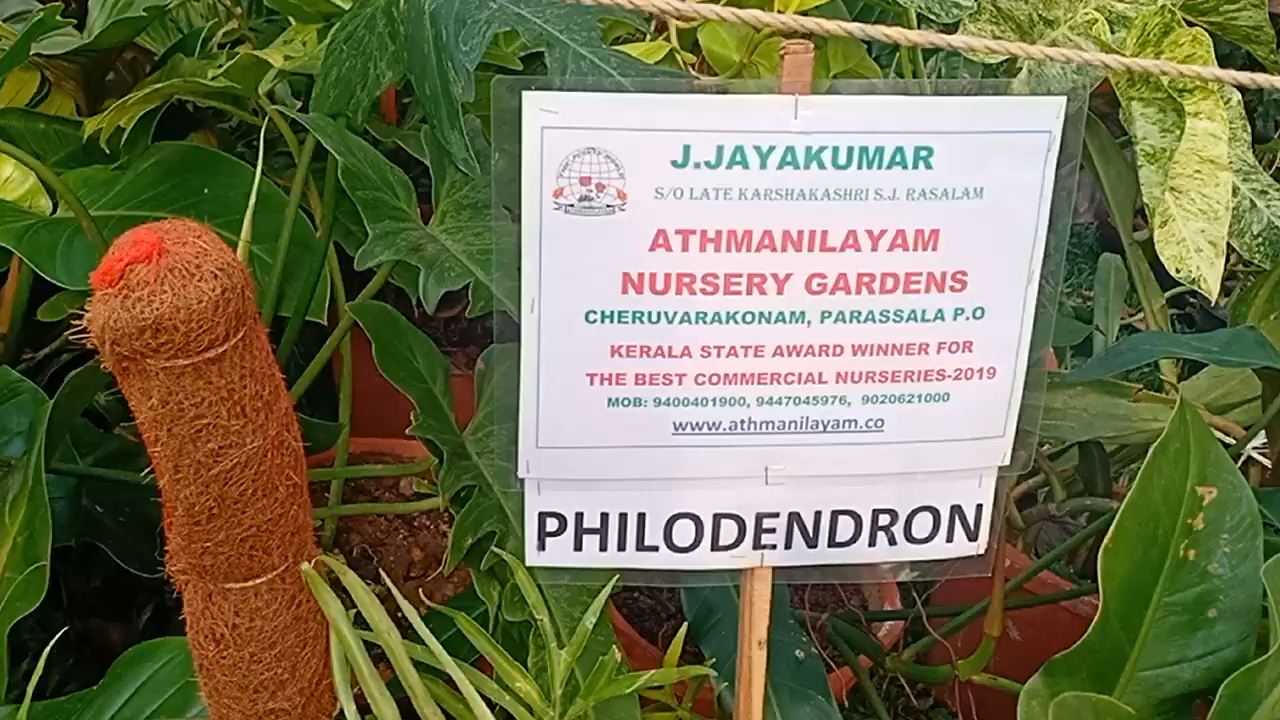 J.JAYAKUMAR
S/O LATE KARSHAKASHRI S.J. RASALAM
ATHMANILAYAM
NURSERY GARDENS
CHERUVARAKONAM, PARASSALA P.O
KERALA STATE AWARD WINNER FOR
THE BEST COMMERCIAL NURSERIES-2019
MOB: 9400401900, 9447045976, 9020621000
www.athmanilayam.co
PHILODENDRON